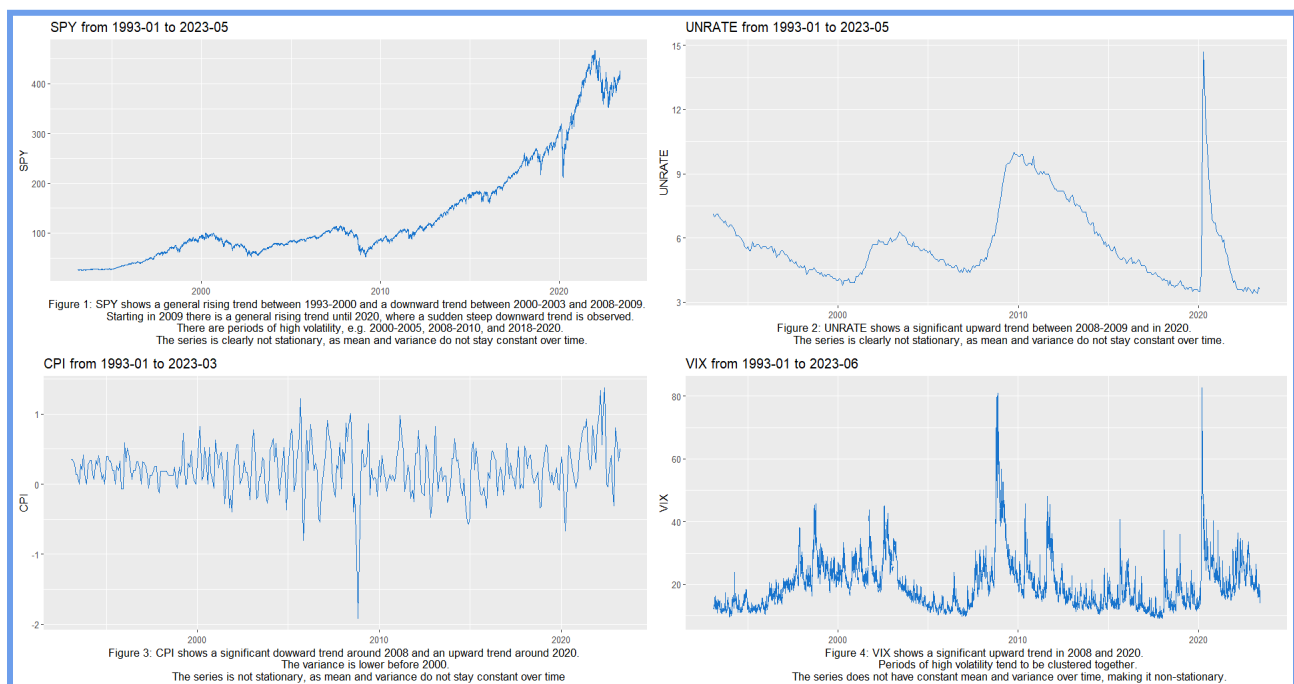 SPY from 1993-01 to 2023-05
400
300
200
100
SPY
2000
2010
2020
Figure 1: SPY shows a general rising trend between 1993-2000 and a downward trend between 2000-2003 and 2008-2009.
Starting in 2009 there is a general rising trend until 2020, where a sudden steep downward trend is observed.
There are periods of high volatility, e.g. 2000-2005, 2008-2010, and 2018-2020.
The series is clearly not stationary, as mean and variance do not stay constant over time.
UNRATE from 1993-01 to 2023-05
15
12
9
6
3
UNRATE
2000
2010
2020
Figure 2: UNRATE shows a significant upward trend between 2008-2009 and in 2020.
The series is clearly not stationary, as mean and variance do not stay constant over time.
CPI from 1993-01 to 2023-03
1
0
-1
-2
CPI
2000
2010
2020
Figure 3: CPI shows a significant doward trend around 2008 and an upward trend around 2020.
The variance is lower before 2000.
The series is not stationary, as mean and variance do not stay constant over time
VIX from 1993-01 to 2023-06
80
60
40
20
VIX
2000
2010
2020
Figure 4: VIX shows a significant upward trend in 2008 and 2020.
Periods of high volatility tend to be clustered together.
The series does not have constant mean and variance over time, making it non-stationary.